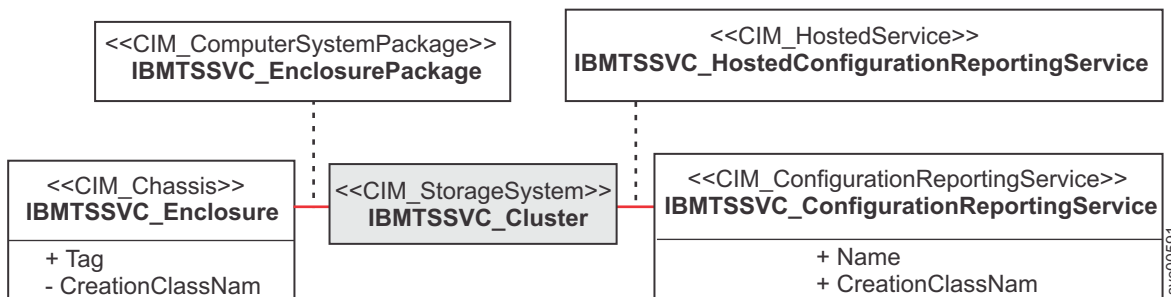 <<CIM_ComputerSystemPackage>>
IBMTSSVC_EnclosurePackage
<<CIM_HostedService>>
IBMTSSVC_HostedConfigurationReportingService
<<CIM_Chassis>>
IBMTSSVC_Enclosure
+ Tag
- CreationClassNam
<<CIM_StorageSystem>>
IBMTSSVC_Cluster
<<CIM_ConfigurationReportingService>>
IBMTSSVC_ConfigurationReportingService
+ Name
+ CreationClassNam